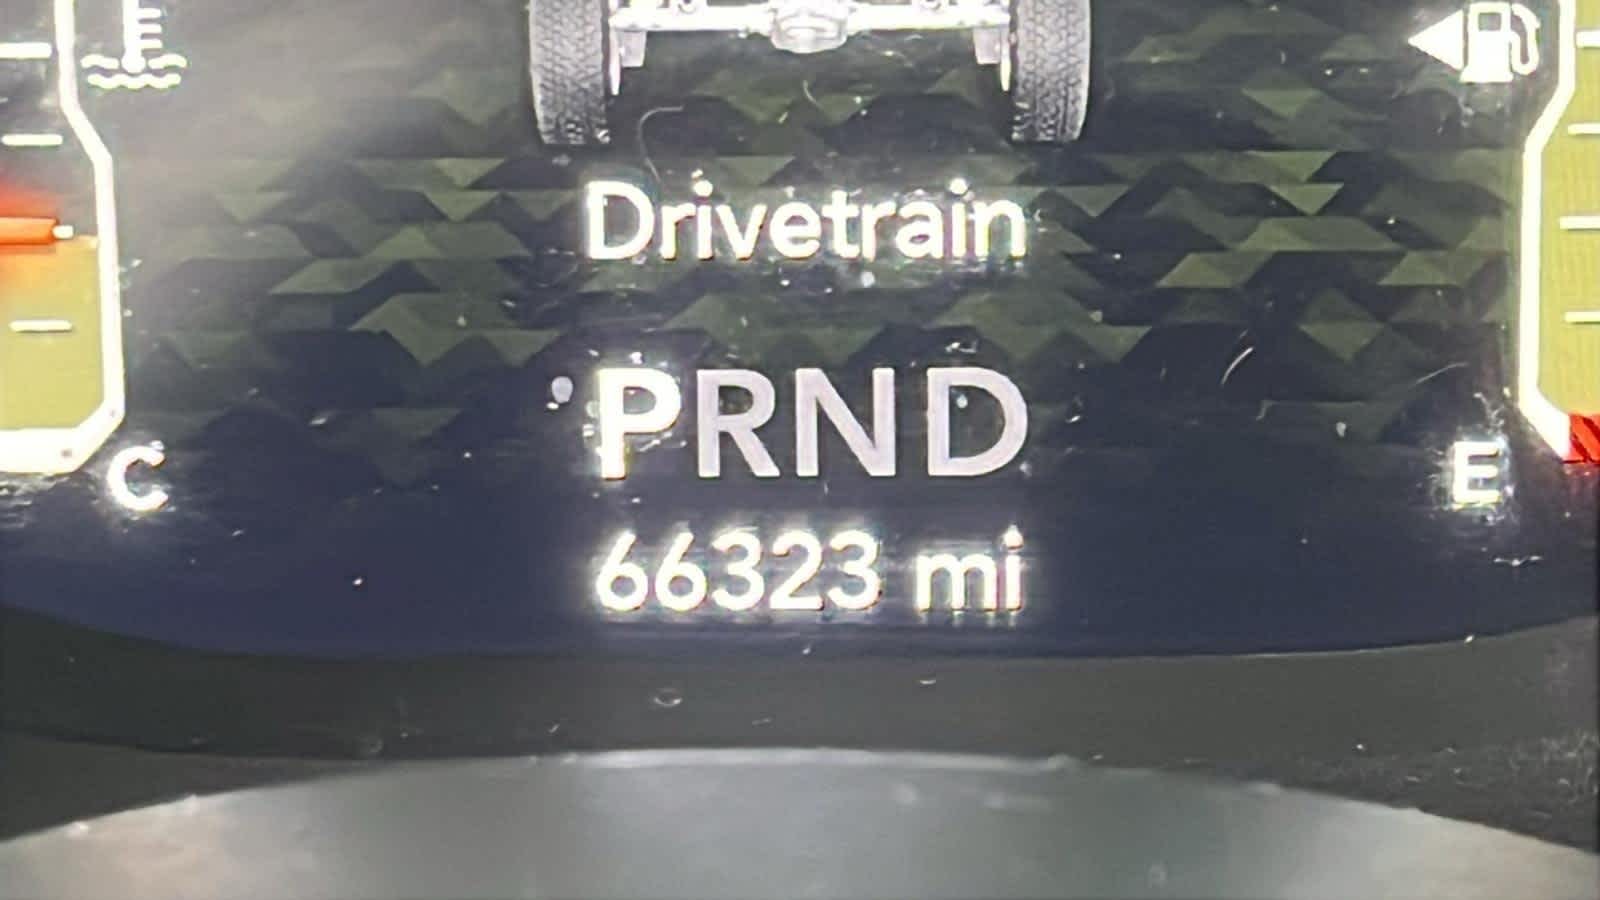 Drivetrain
PRND
C
E
66323 mi